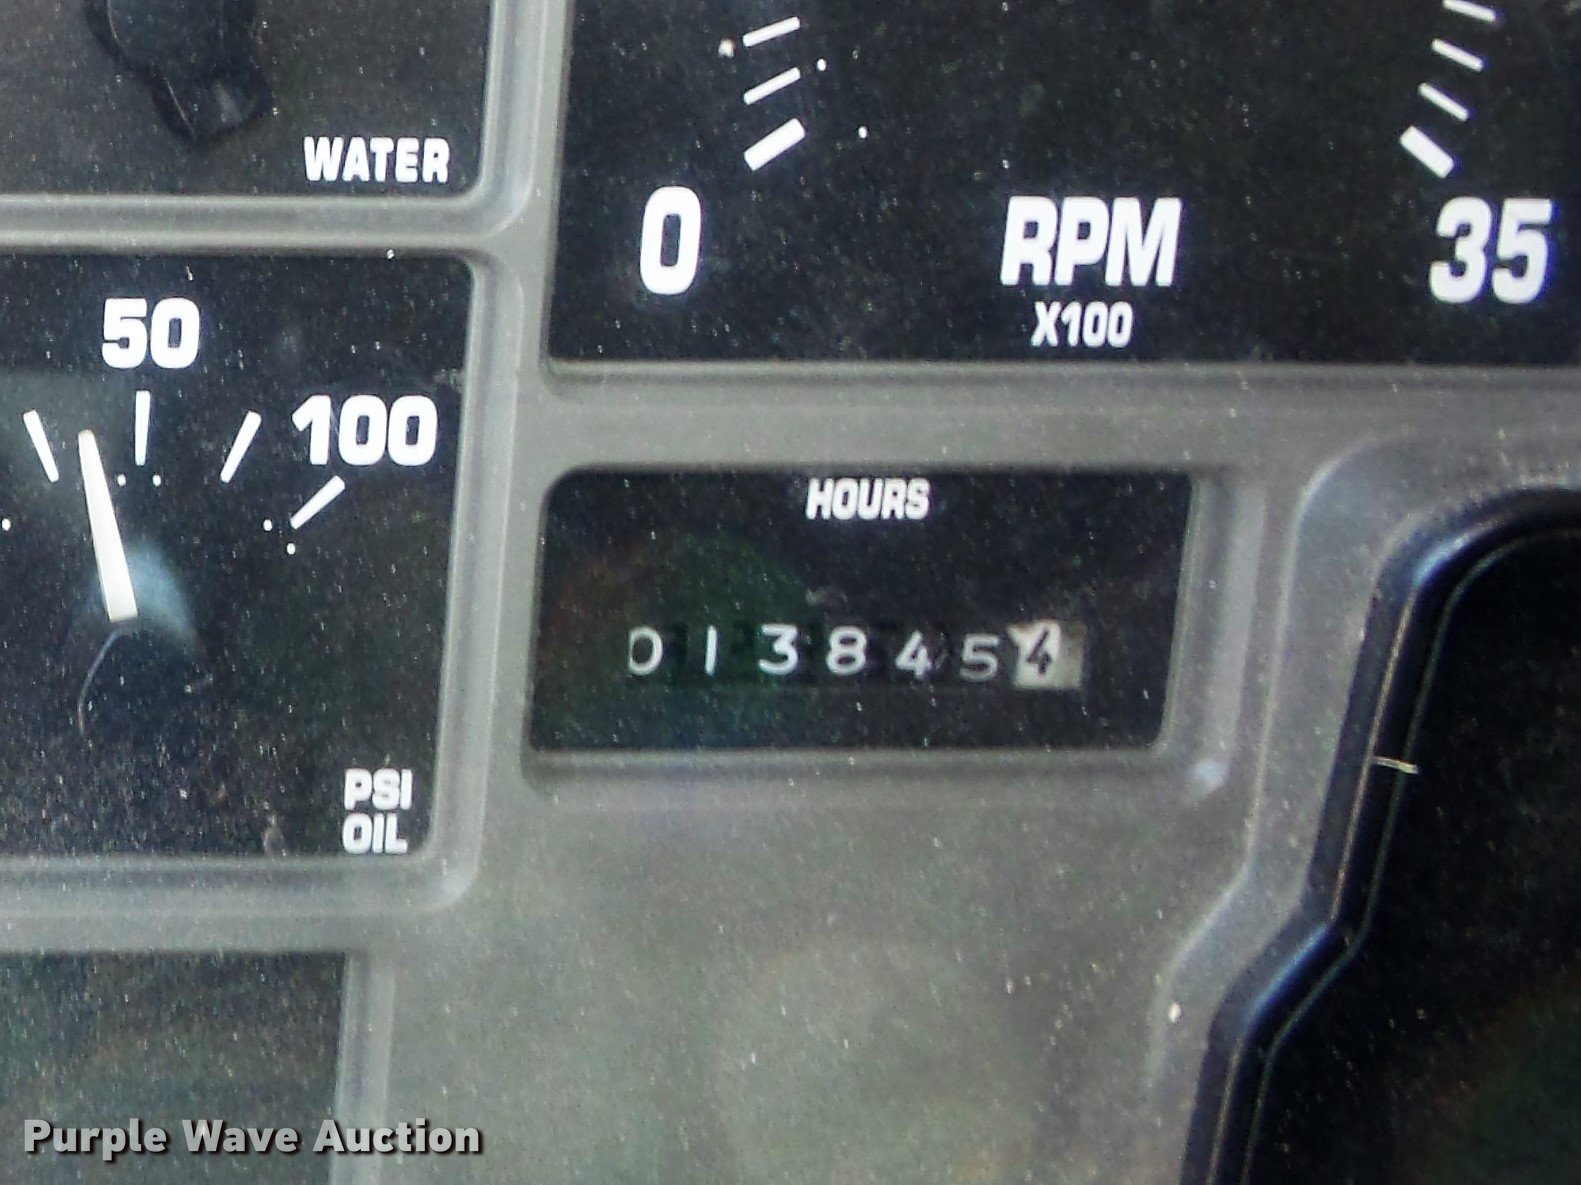 WATER
0
RPM
X100
35
50
100
PSI
OIL
HOURS
0138454
Purple Wave Auction